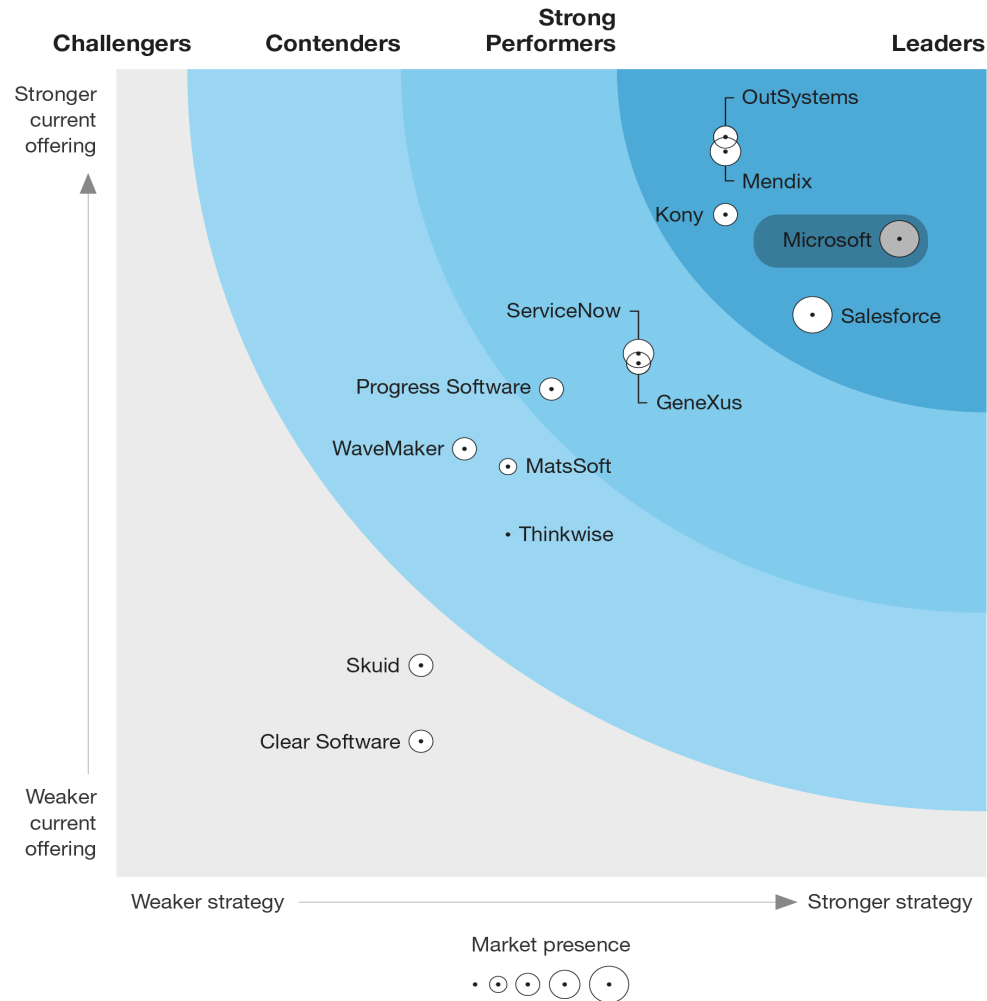 Challengers
Contenders
Strong
Performers
Leaders
Stronger
current
offering
OutSystems
Mendix
Kony
Microsoft
Salesforce
ServiceNow
GeneXus
Progress Software
WaveMaker
MatsSoft
Thinkwise
Skuid
Clear Software
Weaker
current
offering
Weaker strategy
Stronger strategy
Market presence